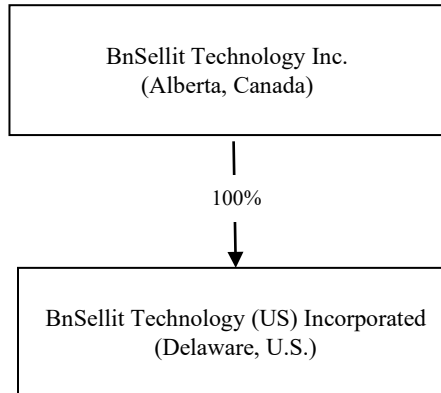 BnSellit Technology Inc.
(Alberta, Canada)
100%
BnSellit Technology (US) Incorporated
(Delaware, U.S.)